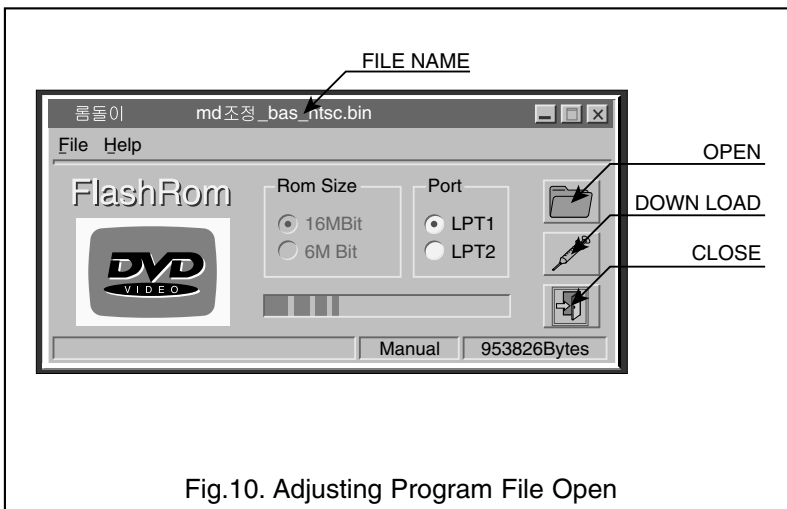 FILE NAME
롬돌이 md조정_bas_ntsc.bin
File Help
OPEN
FlashRom
Rom Size
Port
16MBit
LPT1
DOWN LOAD
6M Bit
LPT2
CLOSE
DVD
VIDEO
Manual
953826Bytes
Fig.10. Adjusting Program File Open